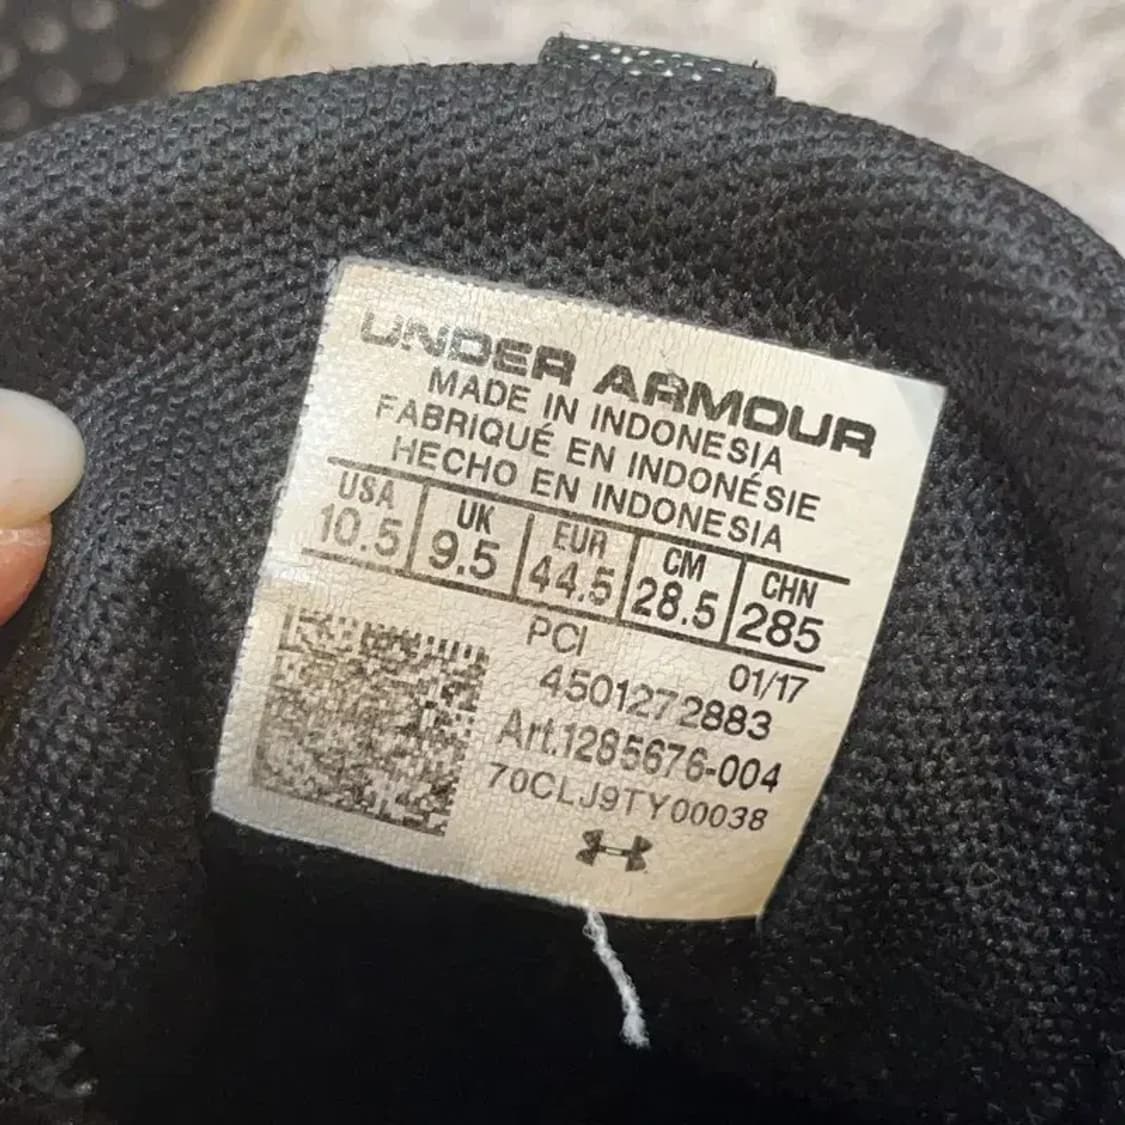 UNDER ARMOUR
MADE IN INDONESIA
FABRIQUÉ EN INDONÉSIE
HECHO EN INDONESIA
USA UK EUR CM CHN
10.5 9.5 44.5 28.5 285
PCI 01/17
4501272883
Art.1285676-004
70CLJ9TY00038